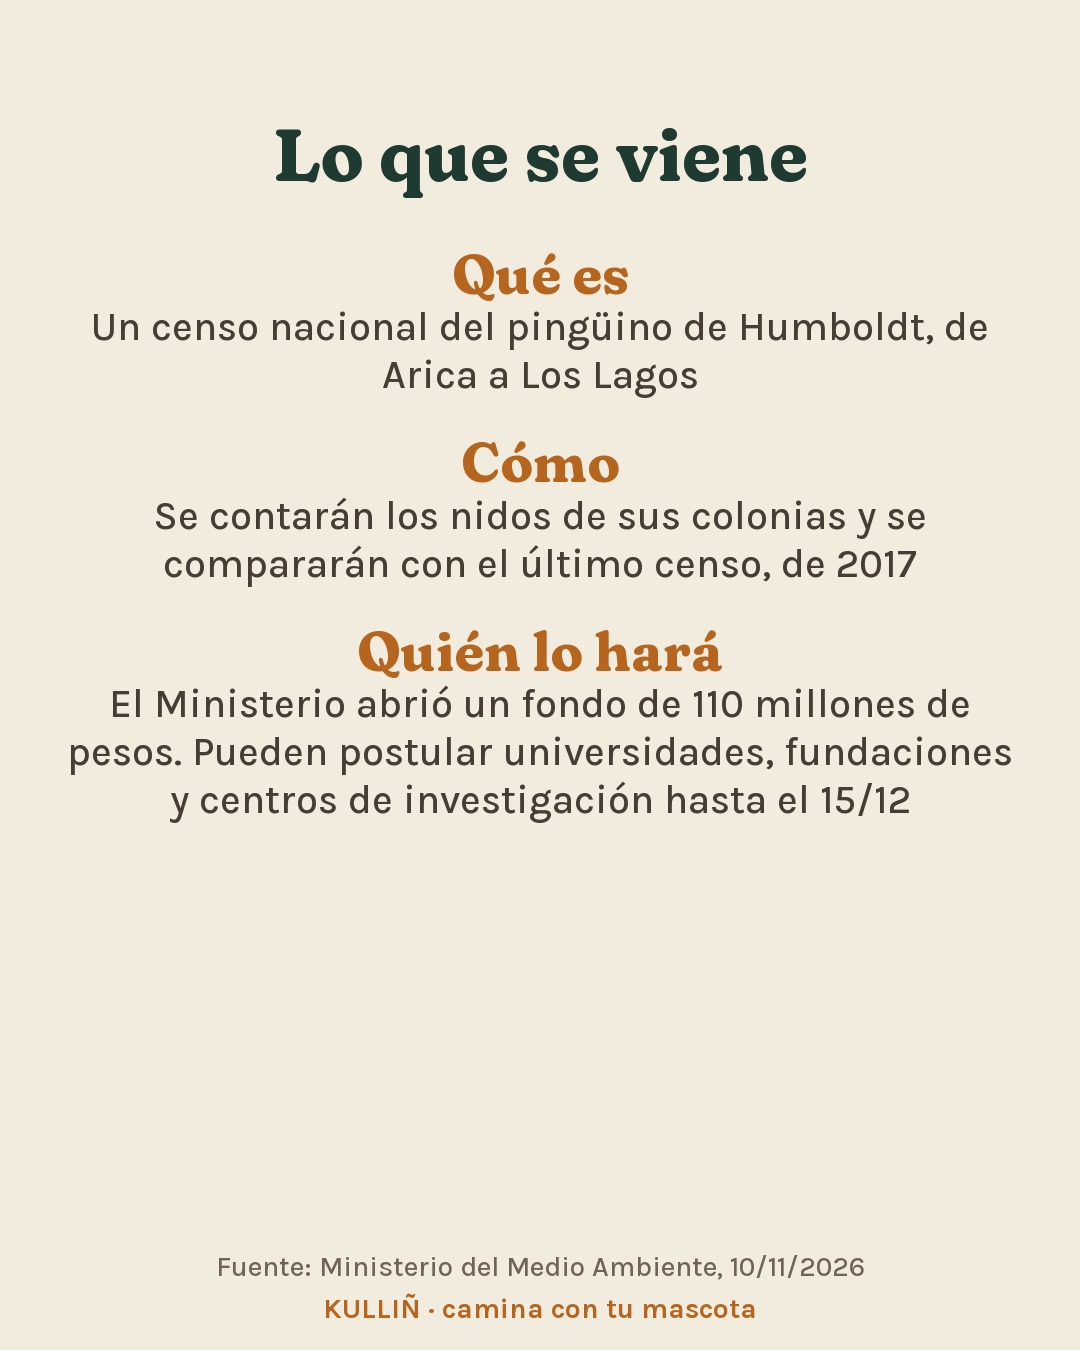 Lo que se viene
Qué es
Un censo nacional del pingüino de Humboldt, de
Arica a Los Lagos
Cómo
Se contarán los nidos de sus colonias y se
compararán con el último censo, de 2017
Quién lo hará
El Ministerio abrió un fondo de 110 millones de
pesos. Pueden postular universidades, fundaciones
y centros de investigación hasta el 15/12
Fuente: Ministerio del Medio Ambiente, 10/11/2026
KULLIÑ · camina con tu mascota